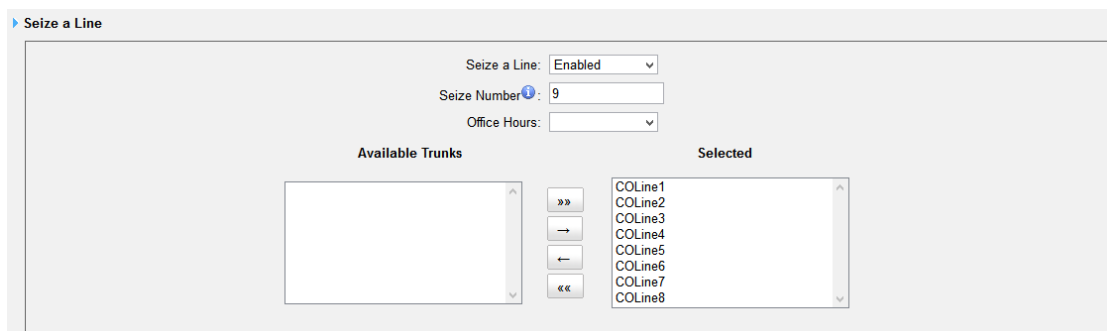 Seize a Line
Seize a Line: Enabled
Seize Number i : 9
Office Hours:
Available Trunks Selected
COLine1
»» COLine2
COLine3
→ COLine4
COLine5
← COLine6
COLine7
«« COLine8